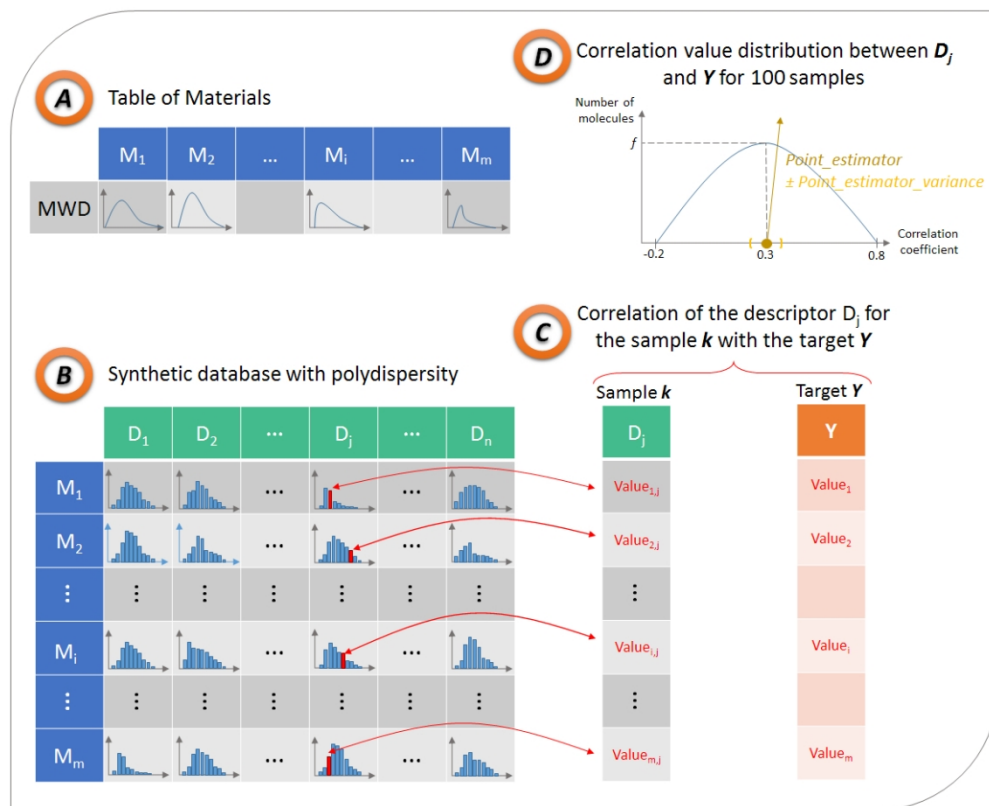 A
Table of Materials
M1 M2 ... Mi ... Mm
MWD
D
Correlation value distribution between Dj
and Y for 100 samples
Number of
molecules
f
Point_estimator
± Point_estimator_variance
Correlation
coefficient
-0.2 0.3 0.8
C
Correlation of the descriptor Dj for
the sample k with the target Y
B
Synthetic database with polydispersity
Sample k Target Y
D1 D2 ... Dj ... Dn Dj Y
M1 ... ... Value1,j Value1
M2 ... ... Value2,j Value2
⋮ ⋮ ⋮ ⋮ ⋮ ⋮ ⋮ ⋮
Mi ... ... Valuei,j Valuei
⋮ ⋮ ⋮ ⋮ ⋮ ⋮ ⋮ ⋮
Mm ... ... Valuem,j Valuem